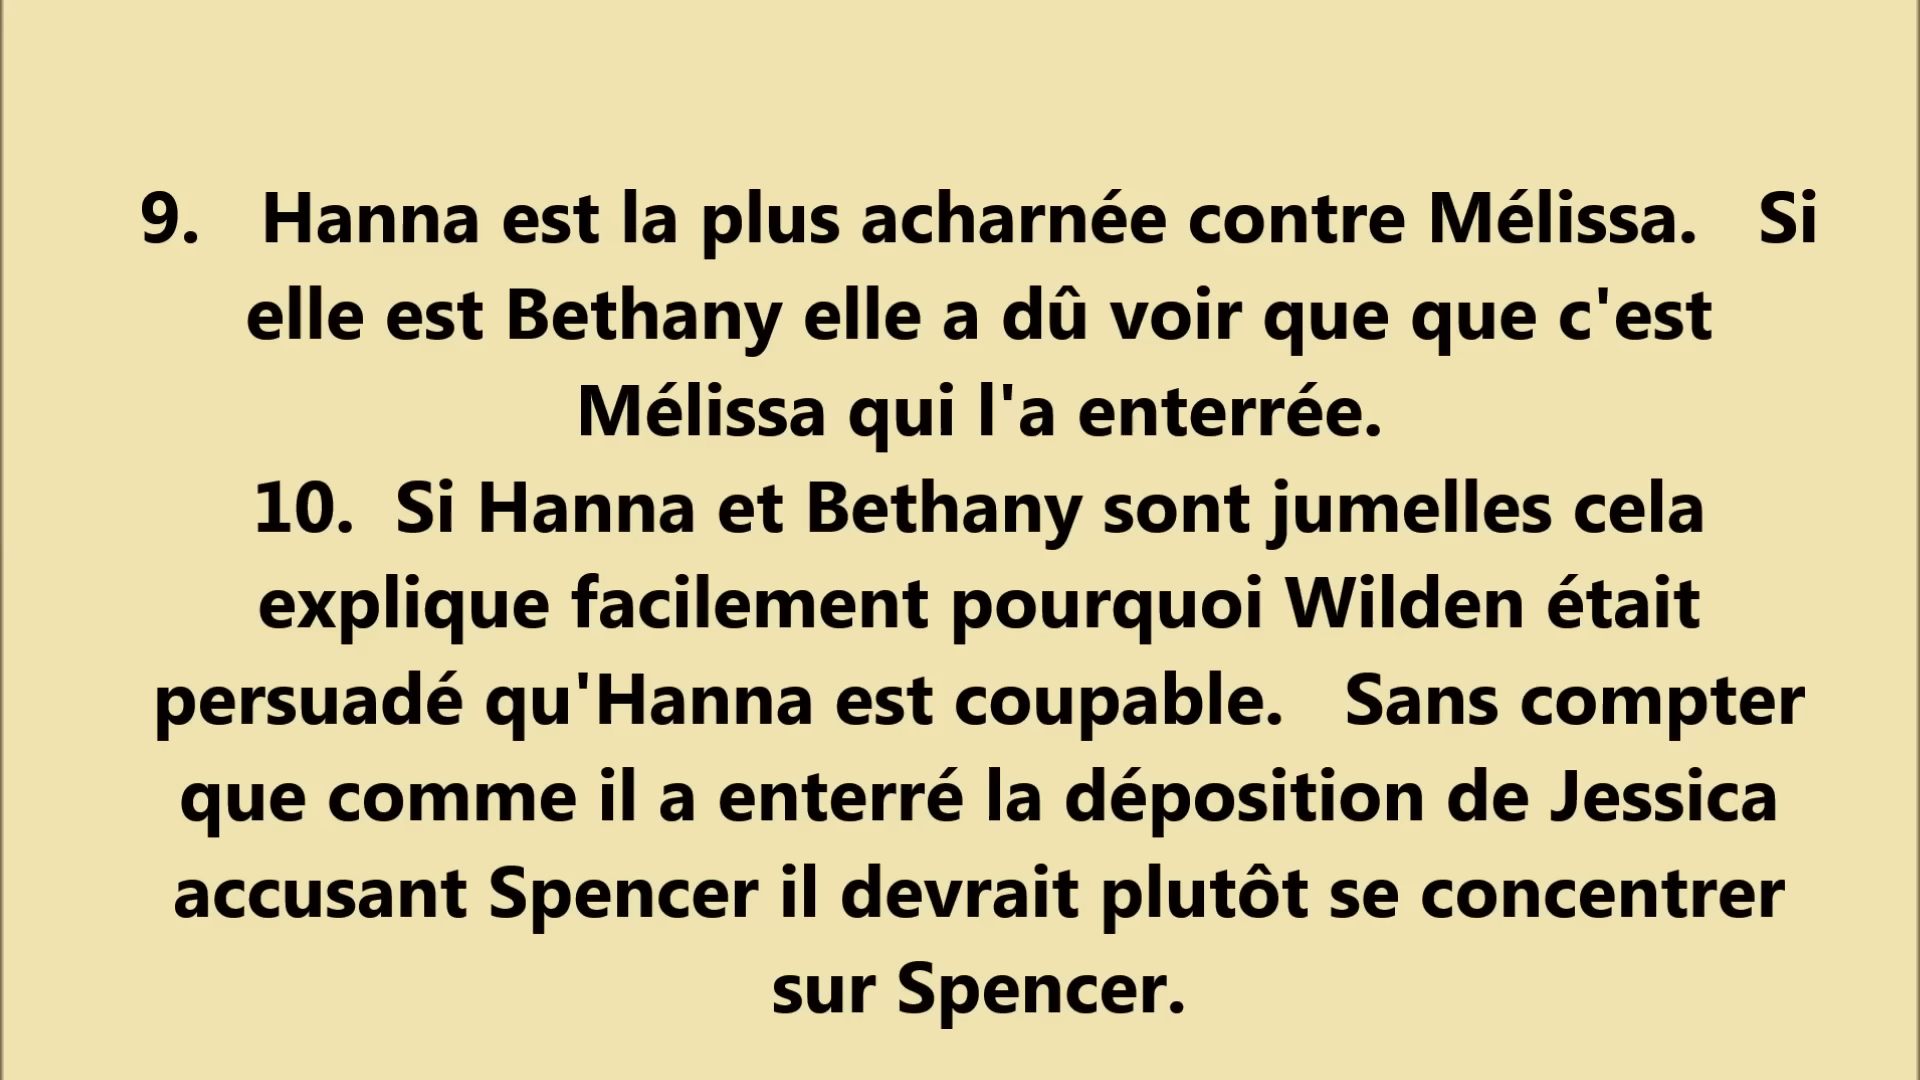 9.   Hanna est la plus acharnée contre Mélissa.   Si
elle est Bethany elle a dû voir que que c'est
Mélissa qui l'a enterrée.
10.  Si Hanna et Bethany sont jumelles cela
explique facilement pourquoi Wilden était
persuadé qu'Hanna est coupable.   Sans compter
que comme il a enterré la déposition de Jessica
accusant Spencer il devrait plutôt se concentrer
sur Spencer.